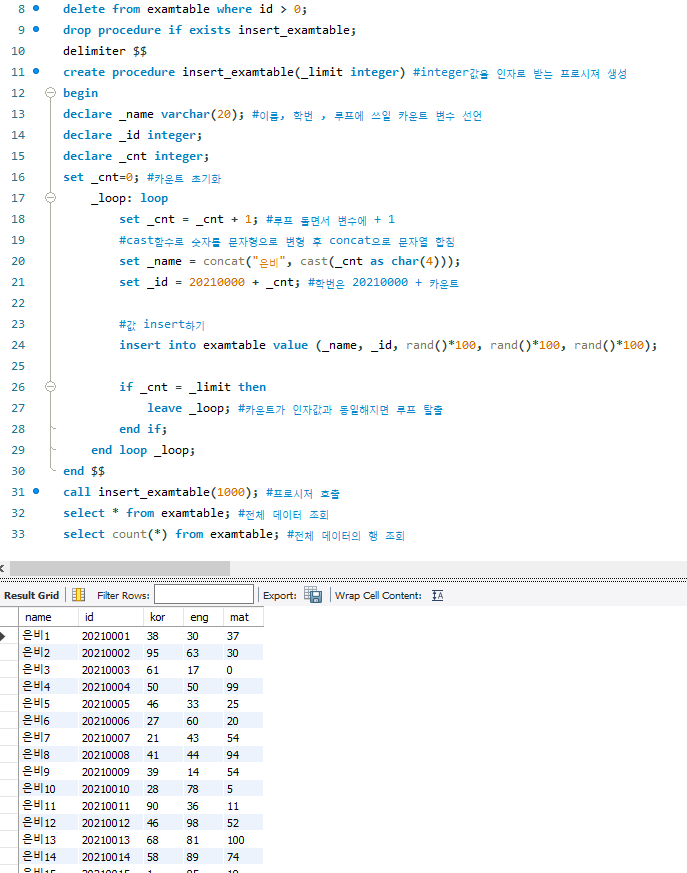 8 delete from examtable where id > 0;
9 drop procedure if exists insert_examtable;
10 delimiter $$
11 create procedure insert_examtable(_limit integer) #integer값을 인자로 받는 프로시져 생성
12 begin
13 declare _name varchar(20); #이름, 학번 , 루프에 쓰일 카운트 변수 선언
14 declare _id integer;
15 declare _cnt integer;
16 set _cnt=0; #카운트 초기화
17 _loop: loop
18 set _cnt = _cnt + 1; #루프 돌면서 변수에 + 1
19 #cast함수로 숫자를 문자형으로 변형 후 concat으로 문자열 합침
20 set _name = concat("은비", cast(_cnt as char(4)));
21 set _id = 20210000 + _cnt; #학번은 20210000 + 카운트
22
23 #값 insert하기
24 insert into examtable value (_name, _id, rand()*100, rand()*100, rand()*100);
25
26 if _cnt = _limit then
27 leave _loop; #카운트가 인자값과 동일해지면 루프 탈출
28 end if;
29 end loop _loop;
30 end $$
31 call insert_examtable(1000); #프로시저 호출
32 select * from examtable; #전체 데이터 조회
33 select count(*) from examtable; #전체 데이터의 행 조회
Result Grid Filter Rows: Export: Wrap Cell Content:
name id kor eng mat
은비1 20210001 38 30 37
은비2 20210002 95 63 30
은비3 20210003 61 17 0
은비4 20210004 50 50 99
은비5 20210005 46 33 25
은비6 20210006 27 60 20
은비7 20210007 21 43 54
은비8 20210008 41 44 94
은비9 20210009 39 14 54
은비10 20210010 28 78 5
은비11 20210011 90 36 11
은비12 20210012 46 98 52
은비13 20210013 68 81 100
은비14 20210014 58 89 74